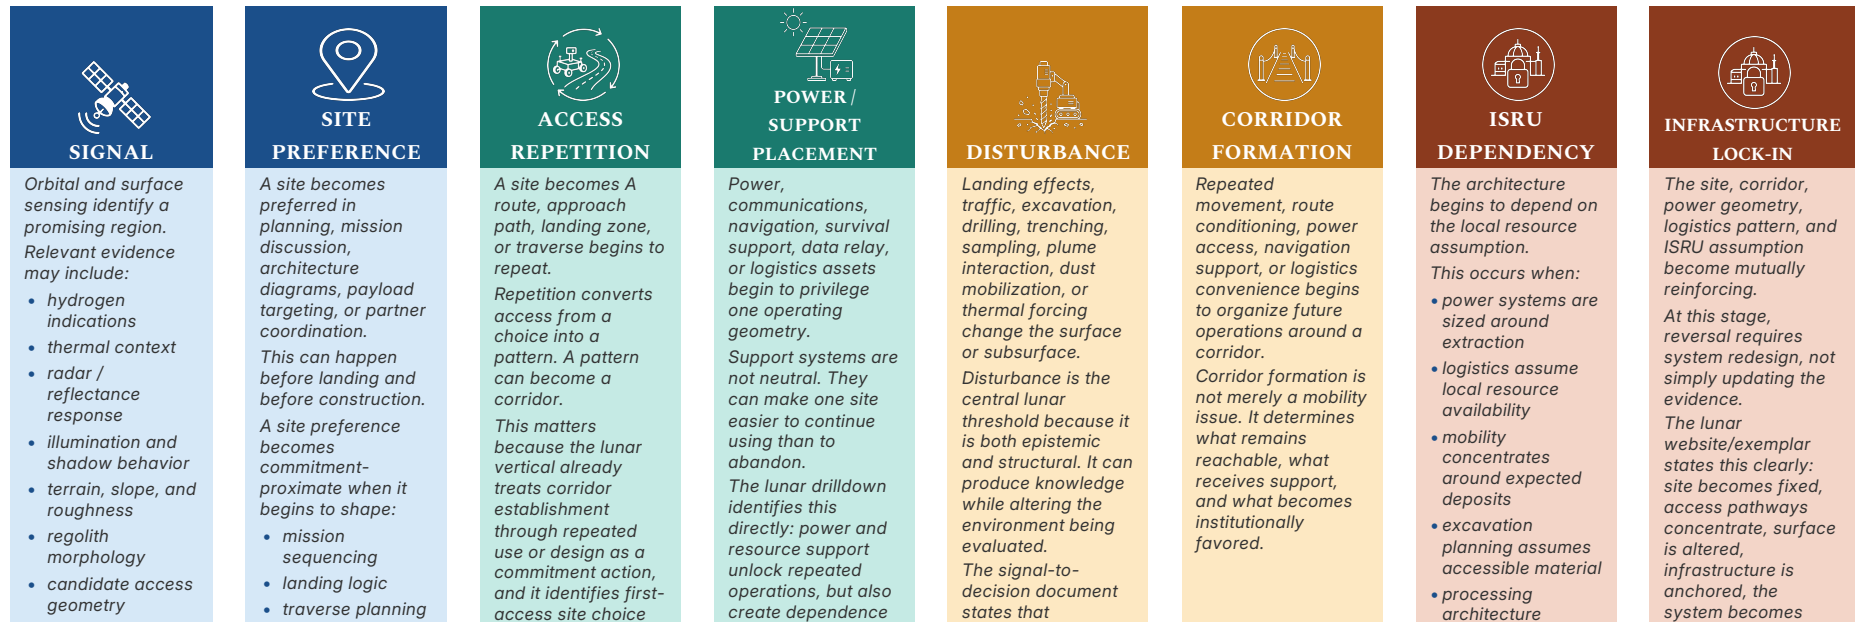 SIGNAL
Orbital and surface
sensing identify a
promising region.
Relevant evidence
may include:
• hydrogen
indications
• thermal context
• radar /
reflectance
response
• illumination and
shadow behavior
• terrain, slope, and
roughness
• regolith
morphology
• candidate access
geometry
SITE
PREFERENCE
A site becomes
preferred in
planning, mission
discussion,
architecture
diagrams, payload
targeting, or partner
coordination.
This can happen
before landing and
before construction.
A site preference
becomes
commitment-
proximate when it
begins to shape:
• mission
sequencing
• landing logic
• traverse planning
ACCESS
REPETITION
A site becomes A
route, approach
path, landing zone,
or traverse begins to
repeat.
Repetition converts
access from a
choice into a
pattern. A pattern
can become a
corridor.
This matters
because the lunar
vertical already
treats corridor
establishment
through repeated
use or design as a
commitment action,
and it identifies first-
access site choice
POWER /
SUPPORT
PLACEMENT
Power,
communications,
navigation, survival
support, data relay,
or logistics assets
begin to privilege
one operating
geometry.
Support systems are
not neutral. They
can make one site
easier to continue
using than to
abandon.
The lunar drilldown
identifies this
directly: power and
resource support
unlock repeated
operations, but also
create dependence
DISTURBANCE
Landing effects,
traffic, excavation,
drilling, trenching,
sampling, plume
interaction, dust
mobilization, or
thermal forcing
change the surface
or subsurface.
Disturbance is the
central lunar
threshold because it
is both epistemic
and structural. It can
produce knowledge
while altering the
environment being
evaluated.
The signal-to-
decision document
states that
CORRIDOR
FORMATION
Repeated
movement, route
conditioning, power
access, navigation
support, or logistics
convenience begins
to organize future
operations around a
corridor.
Corridor formation is
not merely a mobility
issue. It determines
what remains
reachable, what
receives support,
and what becomes
institutionally
favored.
ISRU
DEPENDENCY
The architecture
begins to depend on
the local resource
assumption.
This occurs when:
• power systems are
sized around
extraction
• logistics assume
local resource
availability
• mobility
concentrates
around expected
deposits
• excavation
planning assumes
accessible material
• processing
architecture
INFRASTRUCTURE
LOCK-IN
The site, corridor,
power geometry,
logistics pattern, and
ISRU assumption
become mutually
reinforcing.
At this stage,
reversal requires
system redesign, not
simply updating the
evidence.
The lunar
website/exemplar
states this clearly:
site becomes fixed,
access pathways
concentrate, surface
is altered,
infrastructure is
anchored, the
system becomes